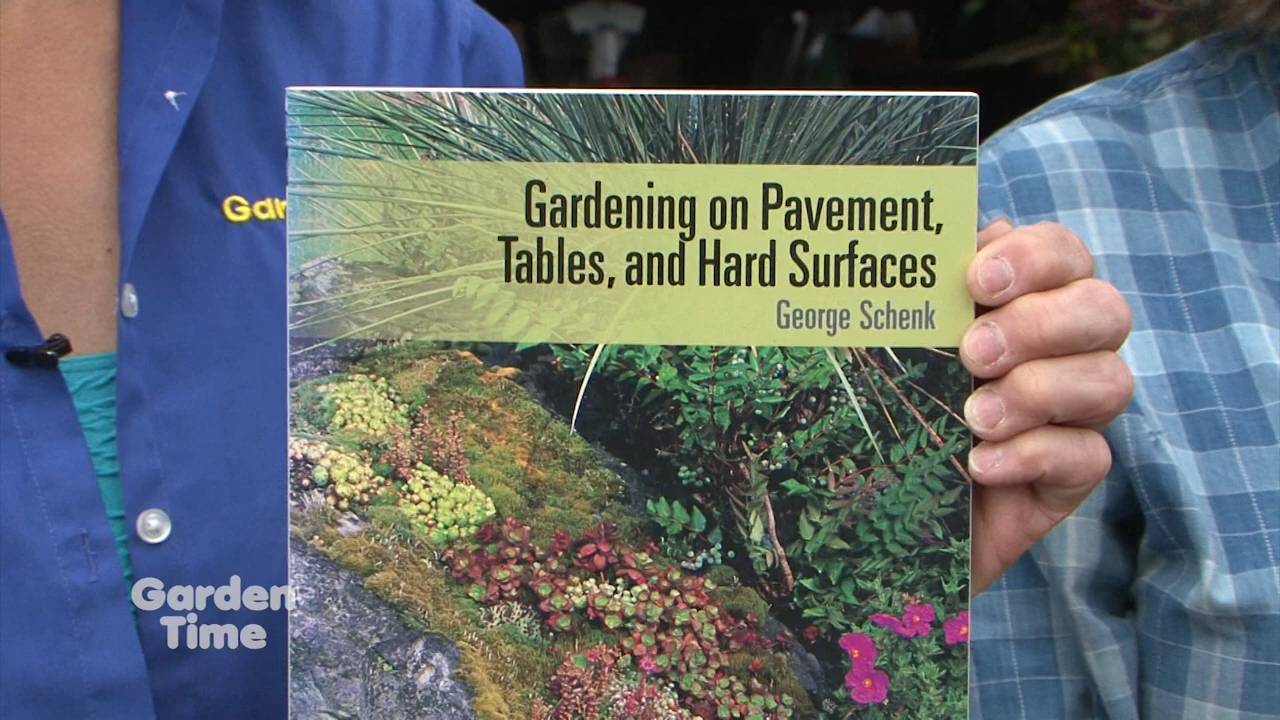 Gardening on Pavement,
Tables, and Hard Surfaces
George Schenk
Garden
Time